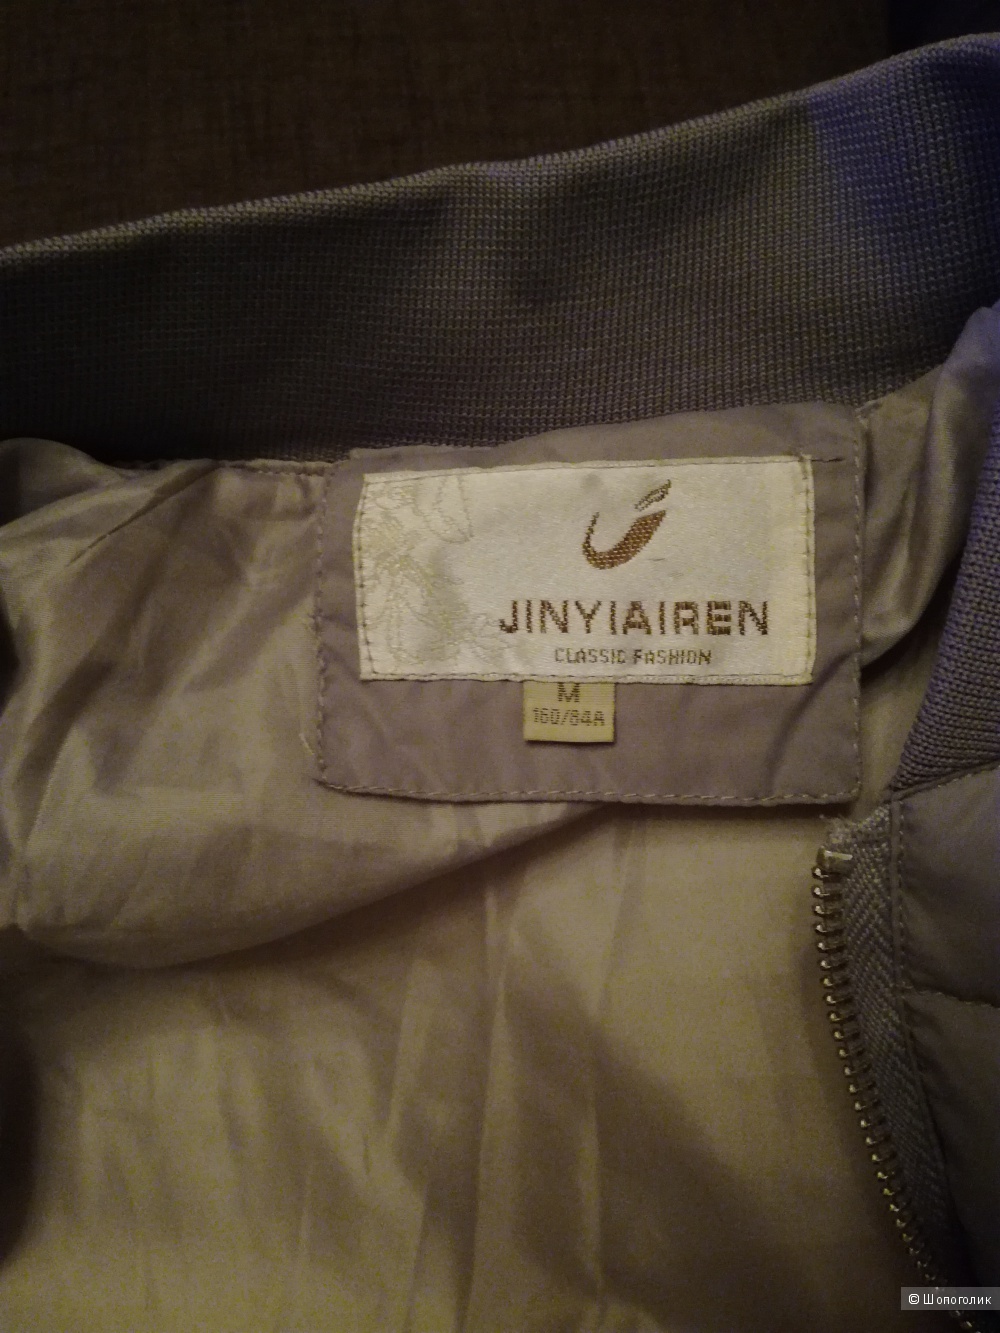 JINYIAIREN
CLASSIC FASHION
M
160/84A
© Шопоголик